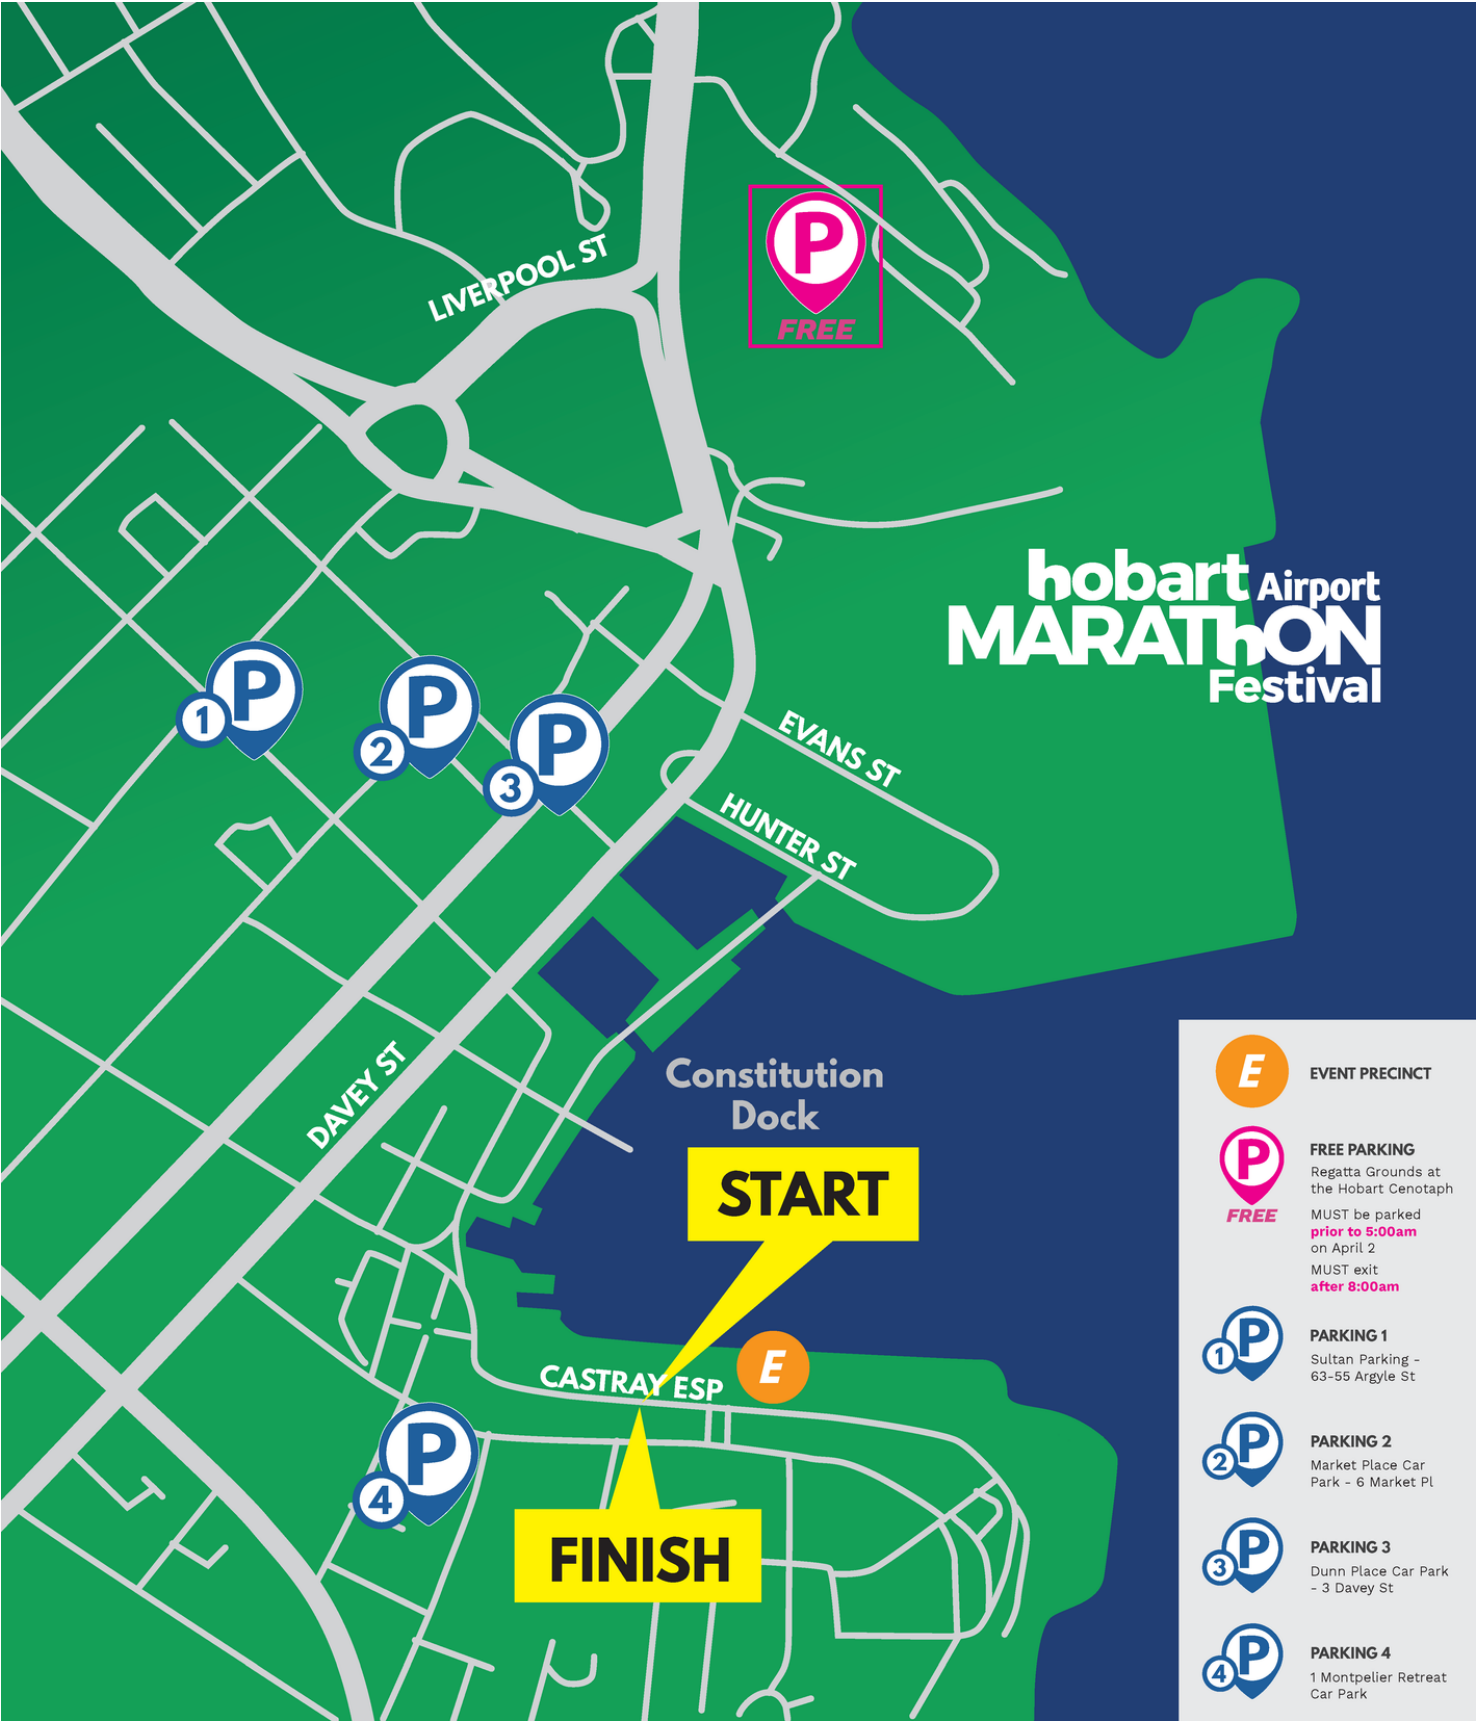 LIVERPOOL ST
P
FREE
hobart Airport
MARAThON
Festival
P
1
P
2
P
3
EVANS ST
HUNTER ST
DAVEY ST
Constitution
Dock
START
CASTRAY ESP
E
P
4
FINISH
E
EVENT PRECINCT
P
FREE
FREE PARKING
Regatta Grounds at
the Hobart Cenotaph
MUST be parked
prior to 5:00am
on April 2
MUST exit
after 8:00am
P
1
PARKING 1
Sultan Parking -
63-55 Argyle St
P
2
PARKING 2
Market Place Car
Park - 6 Market Pl
P
3
PARKING 3
Dunn Place Car Park
- 3 Davey St
P
4
PARKING 4
1 Montpelier Retreat
Car Park